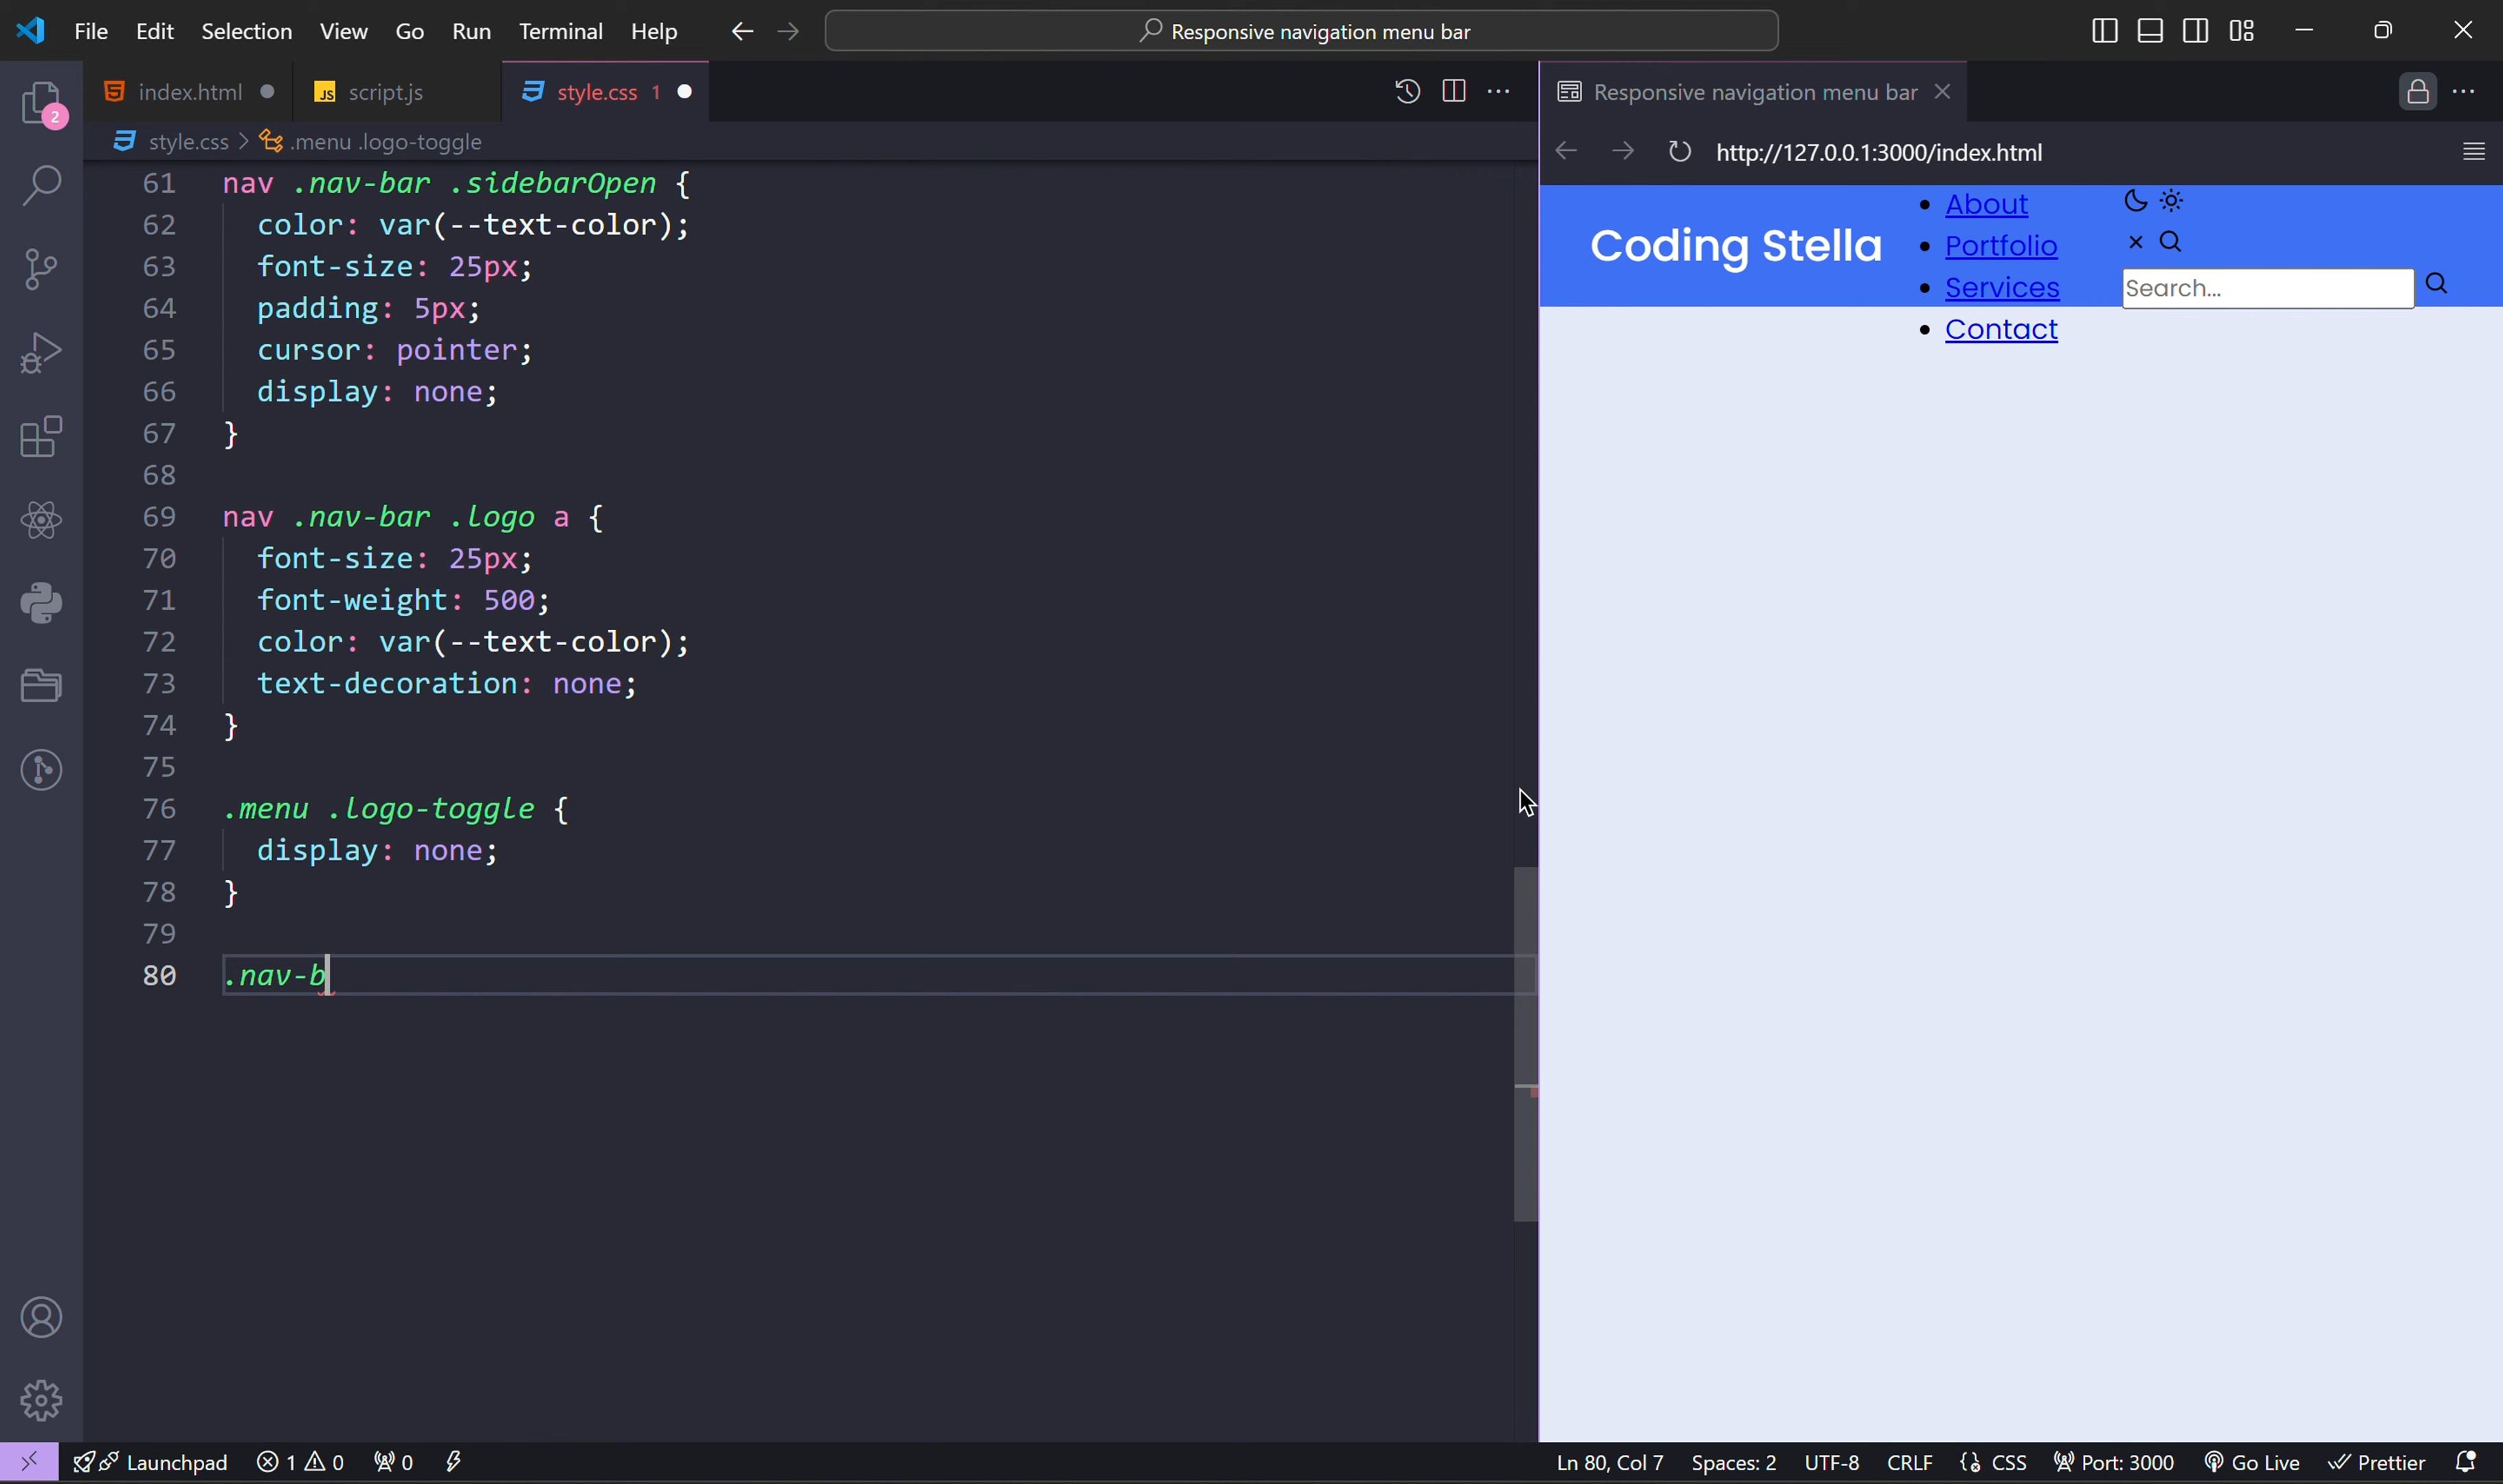 File Edit Selection View Go Run Terminal Help Responsive navigation menu bar
2
index.html JS script.js style.css 1 Responsive navigation menu bar
style.css > .menu .logo-toggle
http://127.0.0.1:3000/index.html
61 nav .nav-bar .sidebarOpen {
62 color: var(--text-color);
63 font-size: 25px;
64 padding: 5px;
65 cursor: pointer;
66 display: none;
67 }
68
69 nav .nav-bar .logo a {
70 font-size: 25px;
71 font-weight: 500;
72 color: var(--text-color);
73 text-decoration: none;
74 }
75
76 .menu .logo-toggle {
77 display: none;
78 }
79
80 .nav-b
Coding Stella
About
Portfolio
Services
Contact
Search...
Launchpad 1 0 0 Ln 80, Col 7 Spaces: 2 UTF-8 CRLF CSS Port: 3000 Go Live Prettier